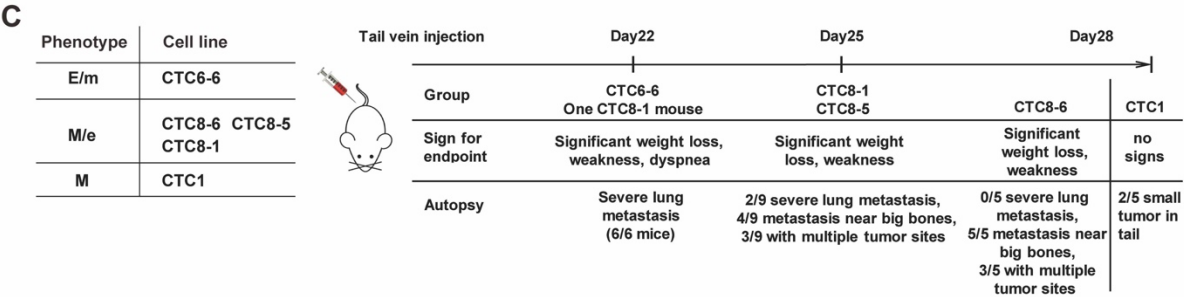 C
Phenotype Cell line
E/m CTC6-6
M/e CTC8-6 CTC8-5
CTC8-1
M CTC1
Tail vein injection Day22 Day25 Day28
Group CTC6-6 CTC8-1 CTC8-6 CTC1
One CTC8-1 mouse CTC8-5
Sign for endpoint Significant weight loss, weakness, dyspnea Significant weight loss, weakness Significant weight loss, weakness no signs
Autopsy Severe lung metastasis (6/6 mice) 2/9 severe lung metastasis, 4/9 metastasis near big bones, 3/9 with multiple tumor sites 0/5 severe lung metastasis, 5/5 metastasis near big bones, 3/5 with multiple tumor sites 2/5 small tumor in tail